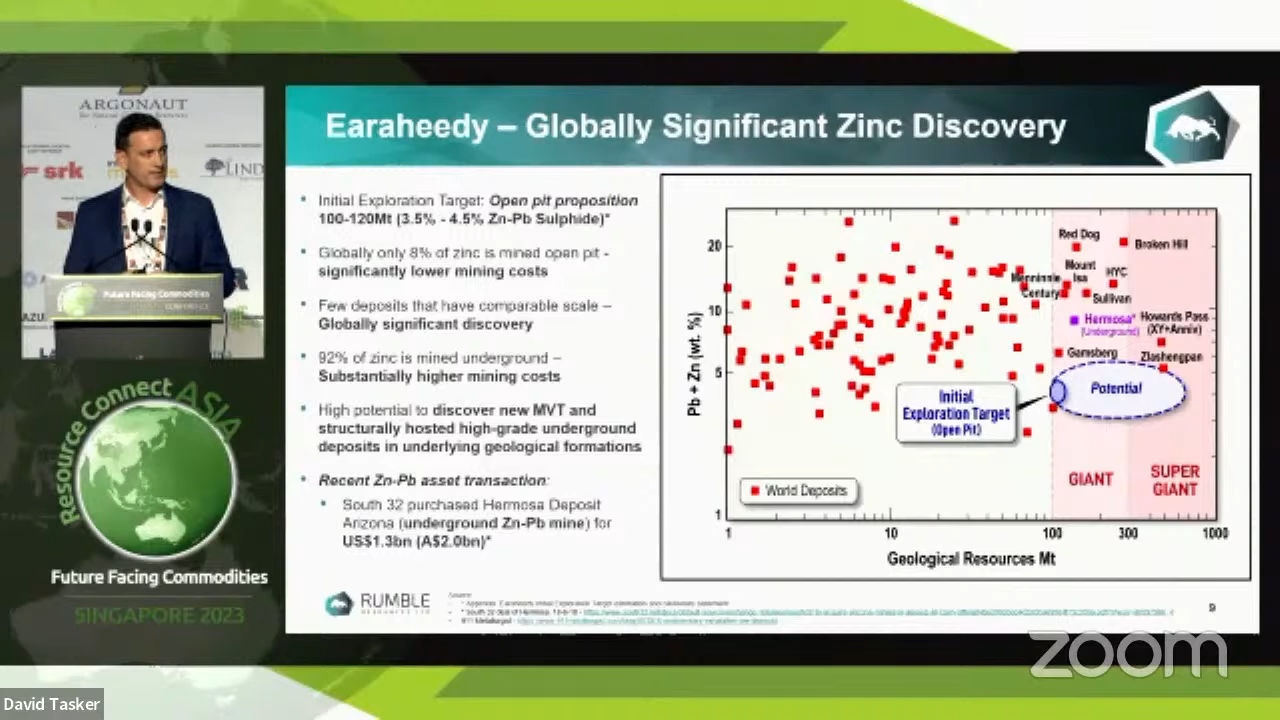 ARGONAUT
srk
LIND
Future Facing Commodities
CONFERENCE
Resource Connect ASIA
Future Facing Commodities
SINGAPORE 2023
David Tasker
Earaheedy – Globally Significant Zinc Discovery
• Initial Exploration Target: Open pit proposition
100-120Mt (3.5% - 4.5% Zn-Pb Sulphide)*
• Globally only 8% of zinc is mined open pit -
significantly lower mining costs
• Few deposits that have comparable scale –
Globally significant discovery
• 92% of zinc is mined underground –
Substantially higher mining costs
• High potential to discover new MVT and
structurally hosted high-grade underground
deposits in underlying geological formations
• Recent Zn-Pb asset transaction:
• South 32 purchased Hermosa Deposit
Arizona (underground Zn-Pb mine) for
US$1.3bn (A$2.0bn)*
Pb + Zn (wt. %)
20
10
5
1
1
10
100
300
1000
Geological Resources Mt
Red Dog
Broken Hill
Mount
Isa
HYC
Menninnie
Century
Sullivan
Hermosa*
(Underground)
Howards Pass
(XY+Anniv)
Gamsberg
Zlashengpan
Initial
Exploration Target
(Open Pit)
Potential
World Deposits
GIANT
SUPER
GIANT
RUMBLE
RESOURCES LTD
9
zoom